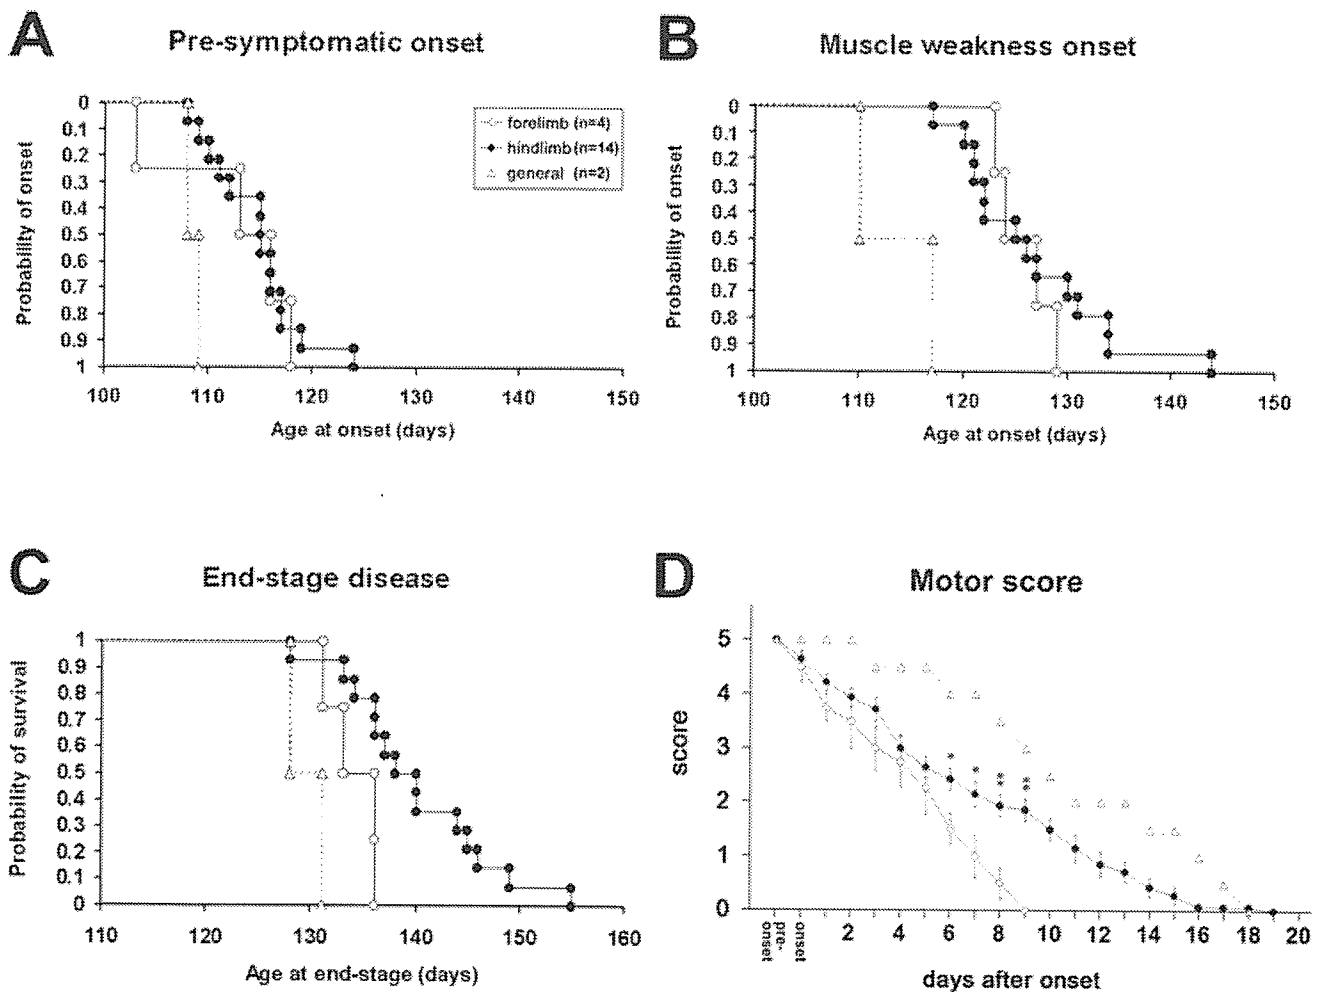 A
Pre-symptomatic onset
Probability of onset
0
0.1
0.2
0.3
0.4
0.5
0.6
0.7
0.8
0.9
1
100 110 120 130 140 150
Age at onset (days)
forelimb (n=4)
hindlimb (n=14)
general (n=2)
B
Muscle weakness onset
Probability of onset
0
0.1
0.2
0.3
0.4
0.5
0.6
0.7
0.8
0.9
1
100 110 120 130 140 150
Age at onset (days)
C
End-stage disease
Probability of survival
1
0.9
0.8
0.7
0.6
0.5
0.4
0.3
0.2
0.1
0
110 120 130 140 150 160
Age at end-stage (days)
D
Motor score
score
5
4
3
2
1
0
pre-
onset
onset
2 4 6 8 10 12 14 16 18 20
days after onset